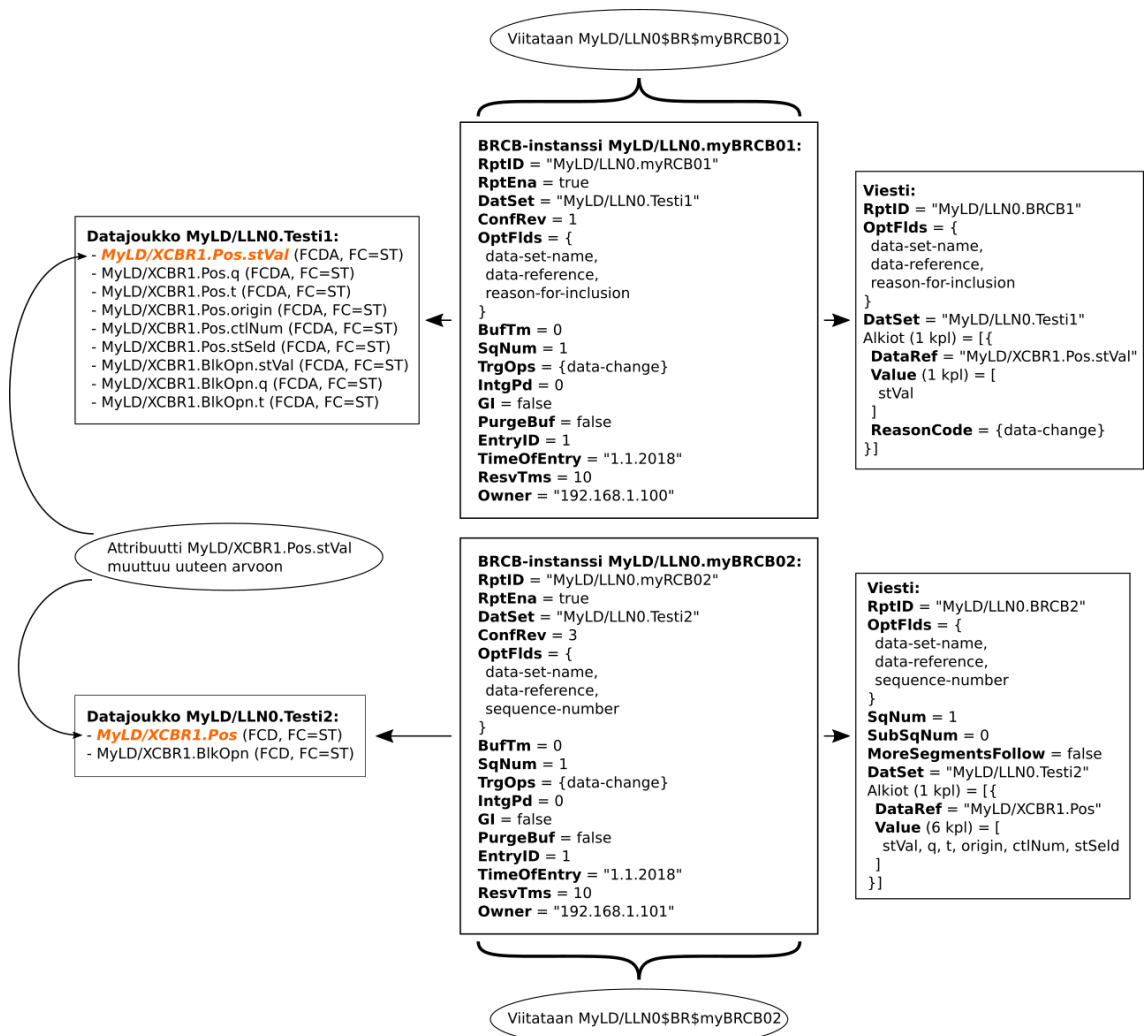 Viitataan MyLD/LLN0$BR$myBRCB01
BRCB-instanssi MyLD/LLN0.myBRCB01:
RptID = "MyLD/LLN0.myRCB01"
RptEna = true
DatSet = "MyLD/LLN0.Testi1"
ConfRev = 1
OptFlds = {
data-set-name,
data-reference,
reason-for-inclusion
}
BufTm = 0
SqNum = 1
TrgOps = {data-change}
IntgPd = 0
GI = false
PurgeBuf = false
EntryID = 1
TimeOfEntry = "1.1.2018"
ResvTms = 10
Owner = "192.168.1.100"
Datajoukko MyLD/LLN0.Testi1:
- MyLD/XCBR1.Pos.stVal (FCDA, FC=ST)
- MyLD/XCBR1.Pos.q (FCDA, FC=ST)
- MyLD/XCBR1.Pos.t (FCDA, FC=ST)
- MyLD/XCBR1.Pos.origin (FCDA, FC=ST)
- MyLD/XCBR1.Pos.ctlNum (FCDA, FC=ST)
- MyLD/XCBR1.Pos.stSeld (FCDA, FC=ST)
- MyLD/XCBR1.BlkOpn.stVal (FCDA, FC=ST)
- MyLD/XCBR1.BlkOpn.q (FCDA, FC=ST)
- MyLD/XCBR1.BlkOpn.t (FCDA, FC=ST)
Viesti:
RptID = "MyLD/LLN0.BRCB1"
OptFlds = {
data-set-name,
data-reference,
reason-for-inclusion
}
DatSet = "MyLD/LLN0.Testi1"
Alkiot (1 kpl) = [{
DataRef = "MyLD/XCBR1.Pos.stVal"
Value (1 kpl) = [
stVal
]
ReasonCode = {data-change}
}]
Attribuutti MyLD/XCBR1.Pos.stVal
muuttuu uuteen arvoon
BRCB-instanssi MyLD/LLN0.myBRCB02:
RptID = "MyLD/LLN0.myRCB02"
RptEna = true
DatSet = "MyLD/LLN0.Testi2"
ConfRev = 3
OptFlds = {
data-set-name,
data-reference,
sequence-number
}
BufTm = 0
SqNum = 1
TrgOps = {data-change}
IntgPd = 0
GI = false
PurgeBuf = false
EntryID = 1
TimeOfEntry = "1.1.2018"
ResvTms = 10
Owner = "192.168.1.101"
Datajoukko MyLD/LLN0.Testi2:
- MyLD/XCBR1.Pos (FCD, FC=ST)
- MyLD/XCBR1.BlkOpn (FCD, FC=ST)
Viesti:
RptID = "MyLD/LLN0.BRCB2"
OptFlds = {
data-set-name,
data-reference,
sequence-number
}
SqNum = 1
SubSqNum = 0
MoreSegmentsFollow = false
DatSet = "MyLD/LLN0.Testi2"
Alkiot (1 kpl) = [{
DataRef = "MyLD/XCBR1.Pos"
Value (6 kpl) = [
stVal, q, t, origin, ctlNum, stSeld
]
}]
Viitataan MyLD/LLN0$BR$myBRCB02